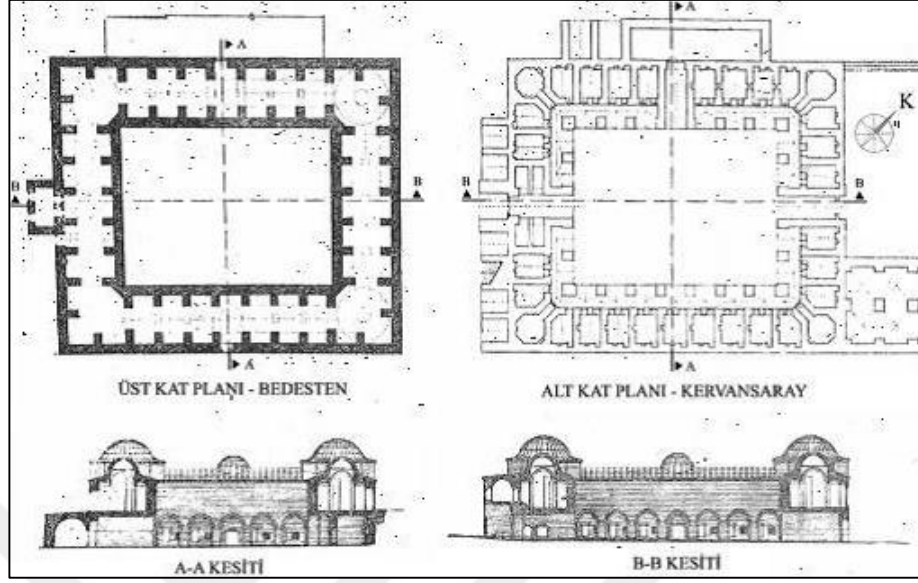 A
A
K
B
B
B
B
A
A
ÜST KAT PLANI - BEDESTEN
ALT KAT PLANI - KERVANSARAY
A-A KESİTİ
B-B KESİTİ